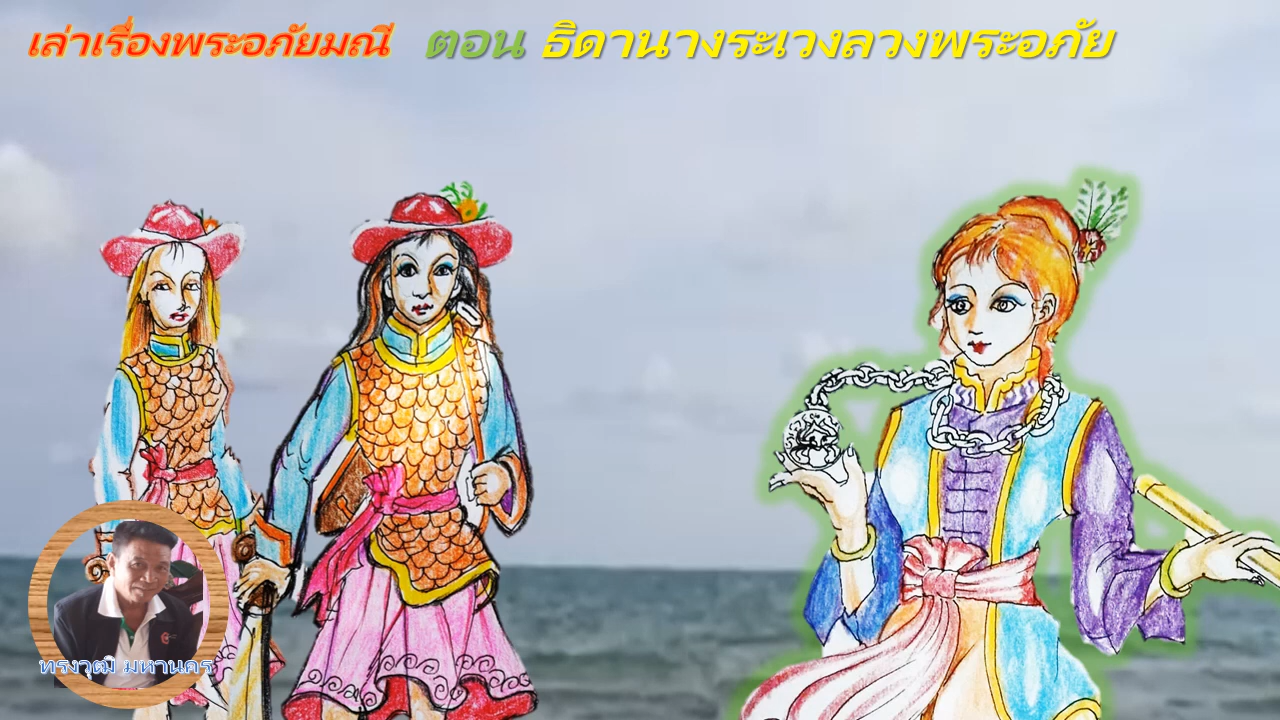 เล่าเรื่องพระอภัยมณี ตอน ธิดานางระเวงลวงพระอภัย
ทรงวุฒิ มหานคร